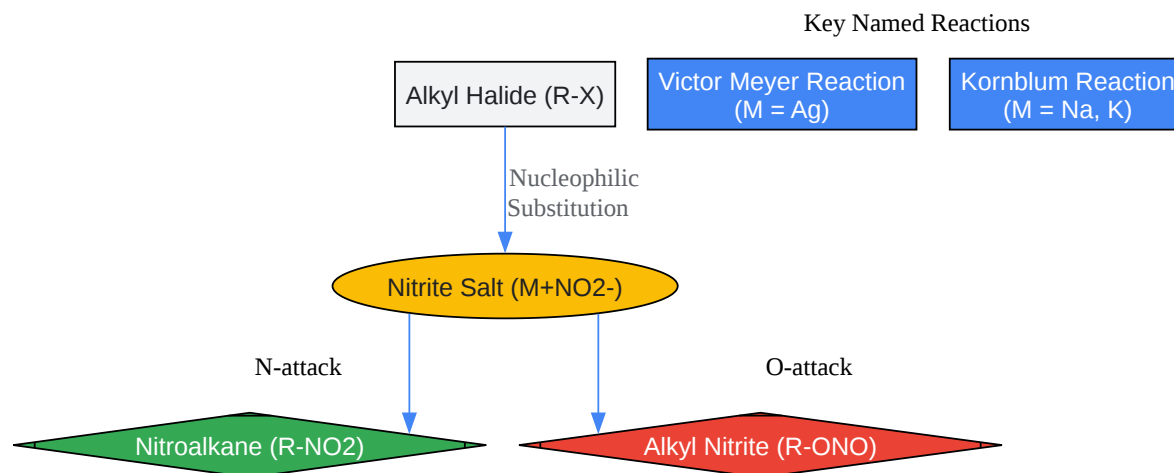 Key Named Reactions
Alkyl Halide (R-X)
Victor Meyer Reaction
(M = Ag)
Kornblum Reaction
(M = Na, K)
Nucleophilic
Substitution
Nitrite Salt (M+NO2-)
N-attack
O-attack
Nitroalkane (R-NO2)
Alkyl Nitrite (R-ONO)